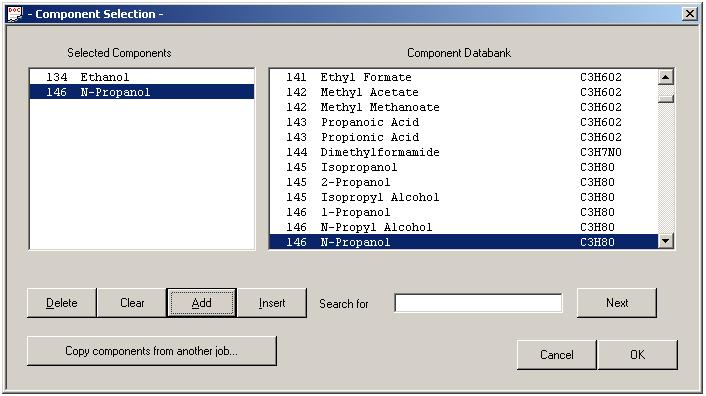 DOC
- Component Selection -
Selected Components
Component Databank
134 Ethanol
146 N-Propanol
141 Ethyl Formate C3H6O2
142 Methyl Acetate C3H6O2
142 Methyl Methanoate C3H6O2
143 Propanoic Acid C3H6O2
143 Propionic Acid C3H6O2
144 Dimethylformamide C3H7NO
145 Isopropanol C3H8O
145 2-Propanol C3H8O
145 Isopropyl Alcohol C3H8O
146 1-Propanol C3H8O
146 N-Propyl Alcohol C3H8O
146 N-Propanol C3H8O
Delete Clear Add Insert Search for Next
Copy components from another job...
Cancel OK